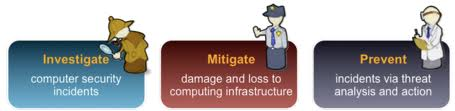 Investigate
computer security
incidents
Mitigate
damage and loss to
computing infrastructure
Prevent
incidents via threat
analysis and action